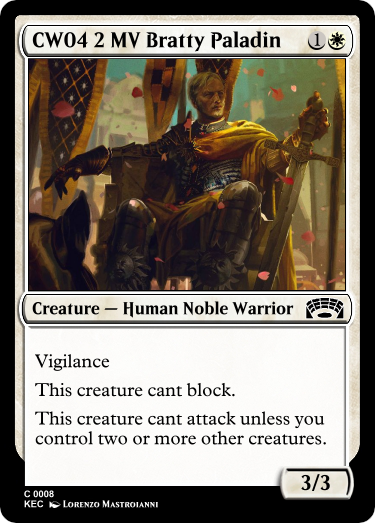 CW04 2 MV Bratty Paladin 1
Creature — Human Noble Warrior
Vigilance
This creature cant block.
This creature cant attack unless you
control two or more other creatures.
3/3
C 0008
KEC Lorenzo Mastroianni